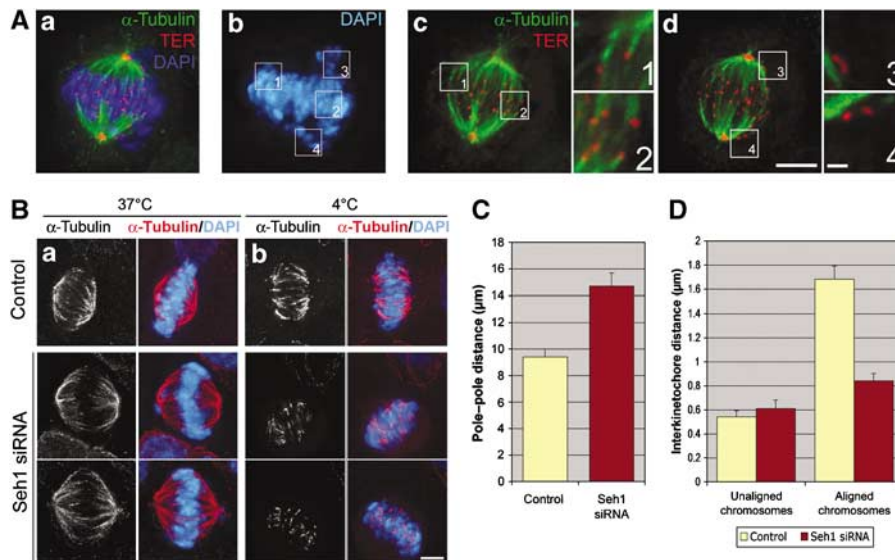 A
a
α-Tubulin
TER
DAPI
b
DAPI
1
2
3
4
c
α-Tubulin
TER
1
2
1
2
d
3
4
3
4
B
37°C
4°C
α-Tubulin
α-Tubulin/DAPI
α-Tubulin
α-Tubulin/DAPI
a
b
Control
Seh1 siRNA
C
Pole–pole distance (µm)
18
16
14
12
10
8
6
4
2
0
Control
Seh1
siRNA
D
Interkinetochore distance (µm)
2
1.8
1.6
1.4
1.2
1
0.8
0.6
0.4
0.2
0
Unaligned
chromosomes
Aligned
chromosomes
Control
Seh1 siRNA